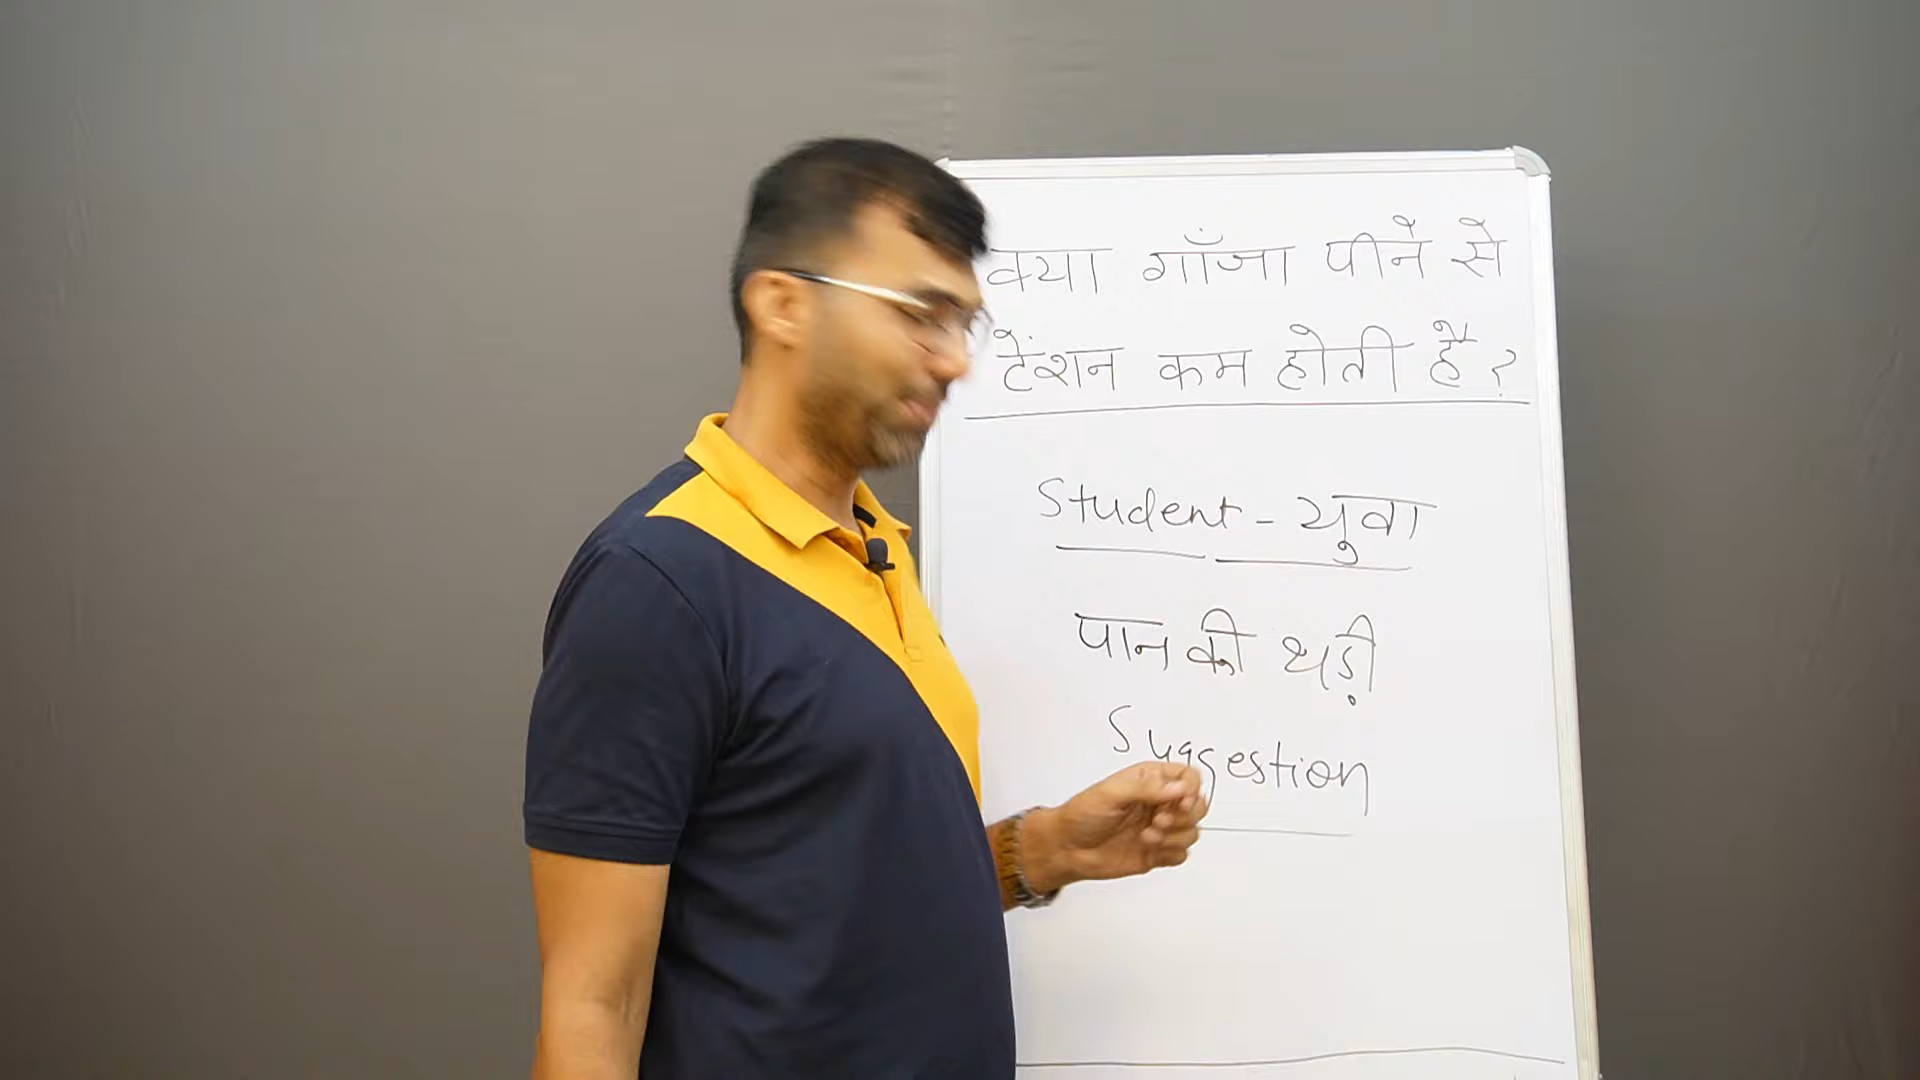 क्या गाँजा पीने से
टेंशन कम होती है?
Student - युवा
पान की थड़ी
Suggestion